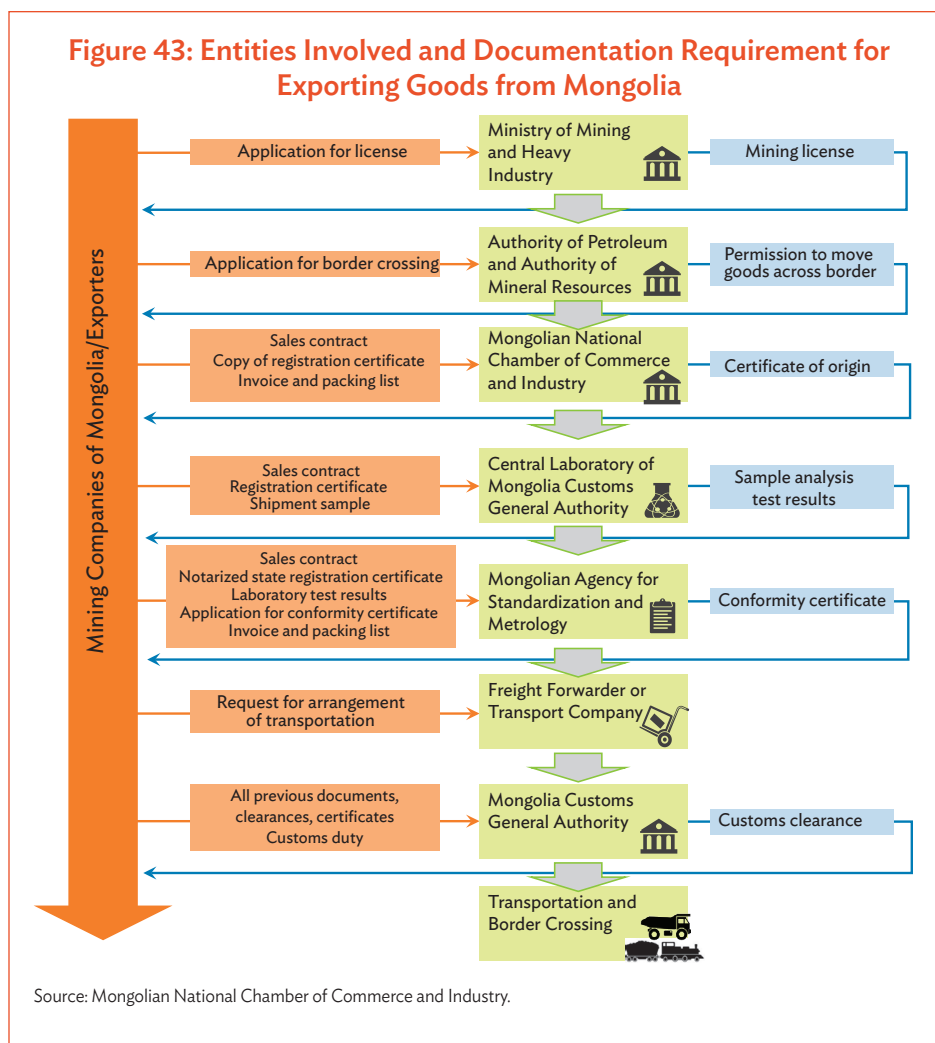 Figure 43: Entities Involved and Documentation Requirement for
Exporting Goods from Mongolia
Mining Companies of Mongolia/Exporters
Application for license
Ministry of Mining
and Heavy
Industry
Mining license
Application for border crossing
Authority of Petroleum
and Authority of
Mineral Resources
Permission to move
goods across border
Sales contract
Copy of registration certificate
Invoice and packing list
Mongolian National
Chamber of Commerce
and Industry
Certificate of origin
Sales contract
Registration certificate
Shipment sample
Central Laboratory of
Mongolia Customs
General Authority
Sample analysis
test results
Sales contract
Notarized state registration certificate
Laboratory test results
Application for conformity certificate
Invoice and packing list
Mongolian Agency for
Standardization and
Metrology
Conformity certificate
Request for arrangement
of transportation
Freight Forwarder or
Transport Company
All previous documents,
clearances, certificates
Customs duty
Mongolia Customs
General Authority
Customs clearance
Transportation and
Border Crossing
Source: Mongolian National Chamber of Commerce and Industry.